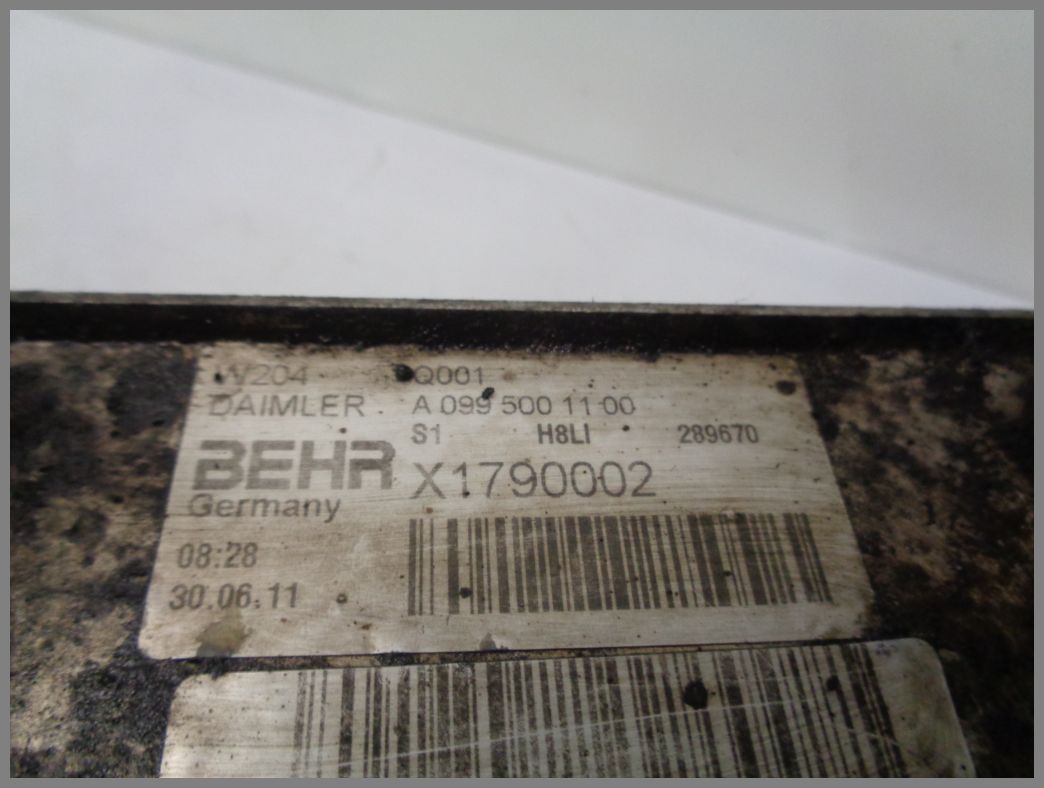 W204 Q001
DAIMLER A 099 500 11 00
S1 H8LI 289670
BEHR X1790002
Germany
08:28
30.06.11